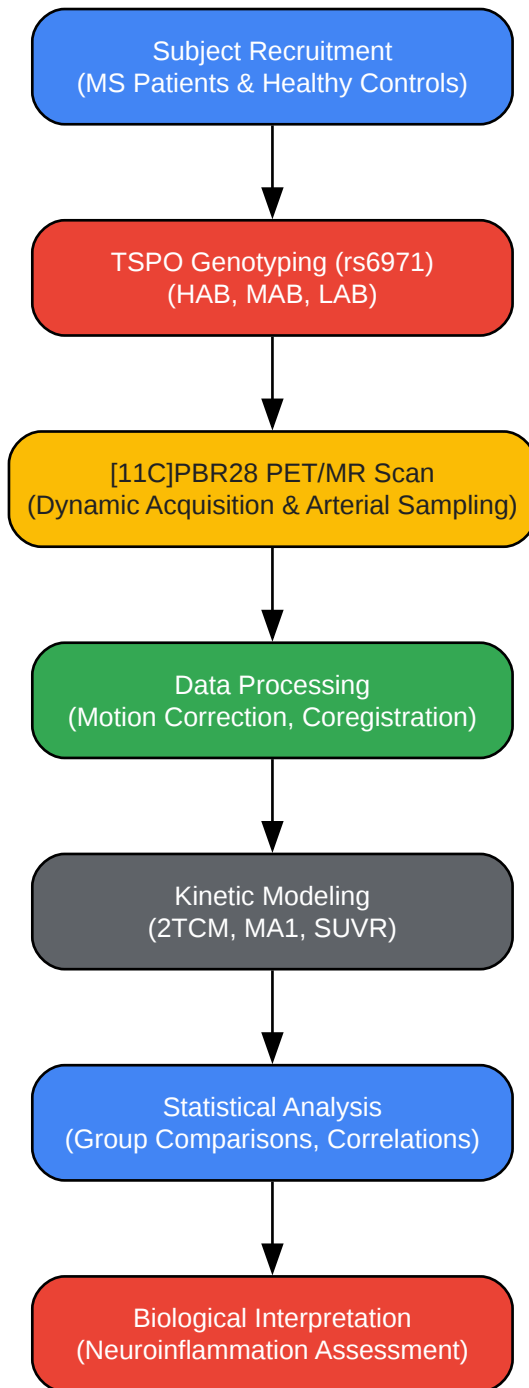 Subject Recruitment
(MS Patients & Healthy Controls)
TSPO Genotyping (rs6971)
(HAB, MAB, LAB)
[11C]PBR28 PET/MR Scan
(Dynamic Acquisition & Arterial Sampling)
Data Processing
(Motion Correction, Coregistration)
Kinetic Modeling
(2TCM, MA1, SUVR)
Statistical Analysis
(Group Comparisons, Correlations)
Biological Interpretation
(Neuroinflammation Assessment)